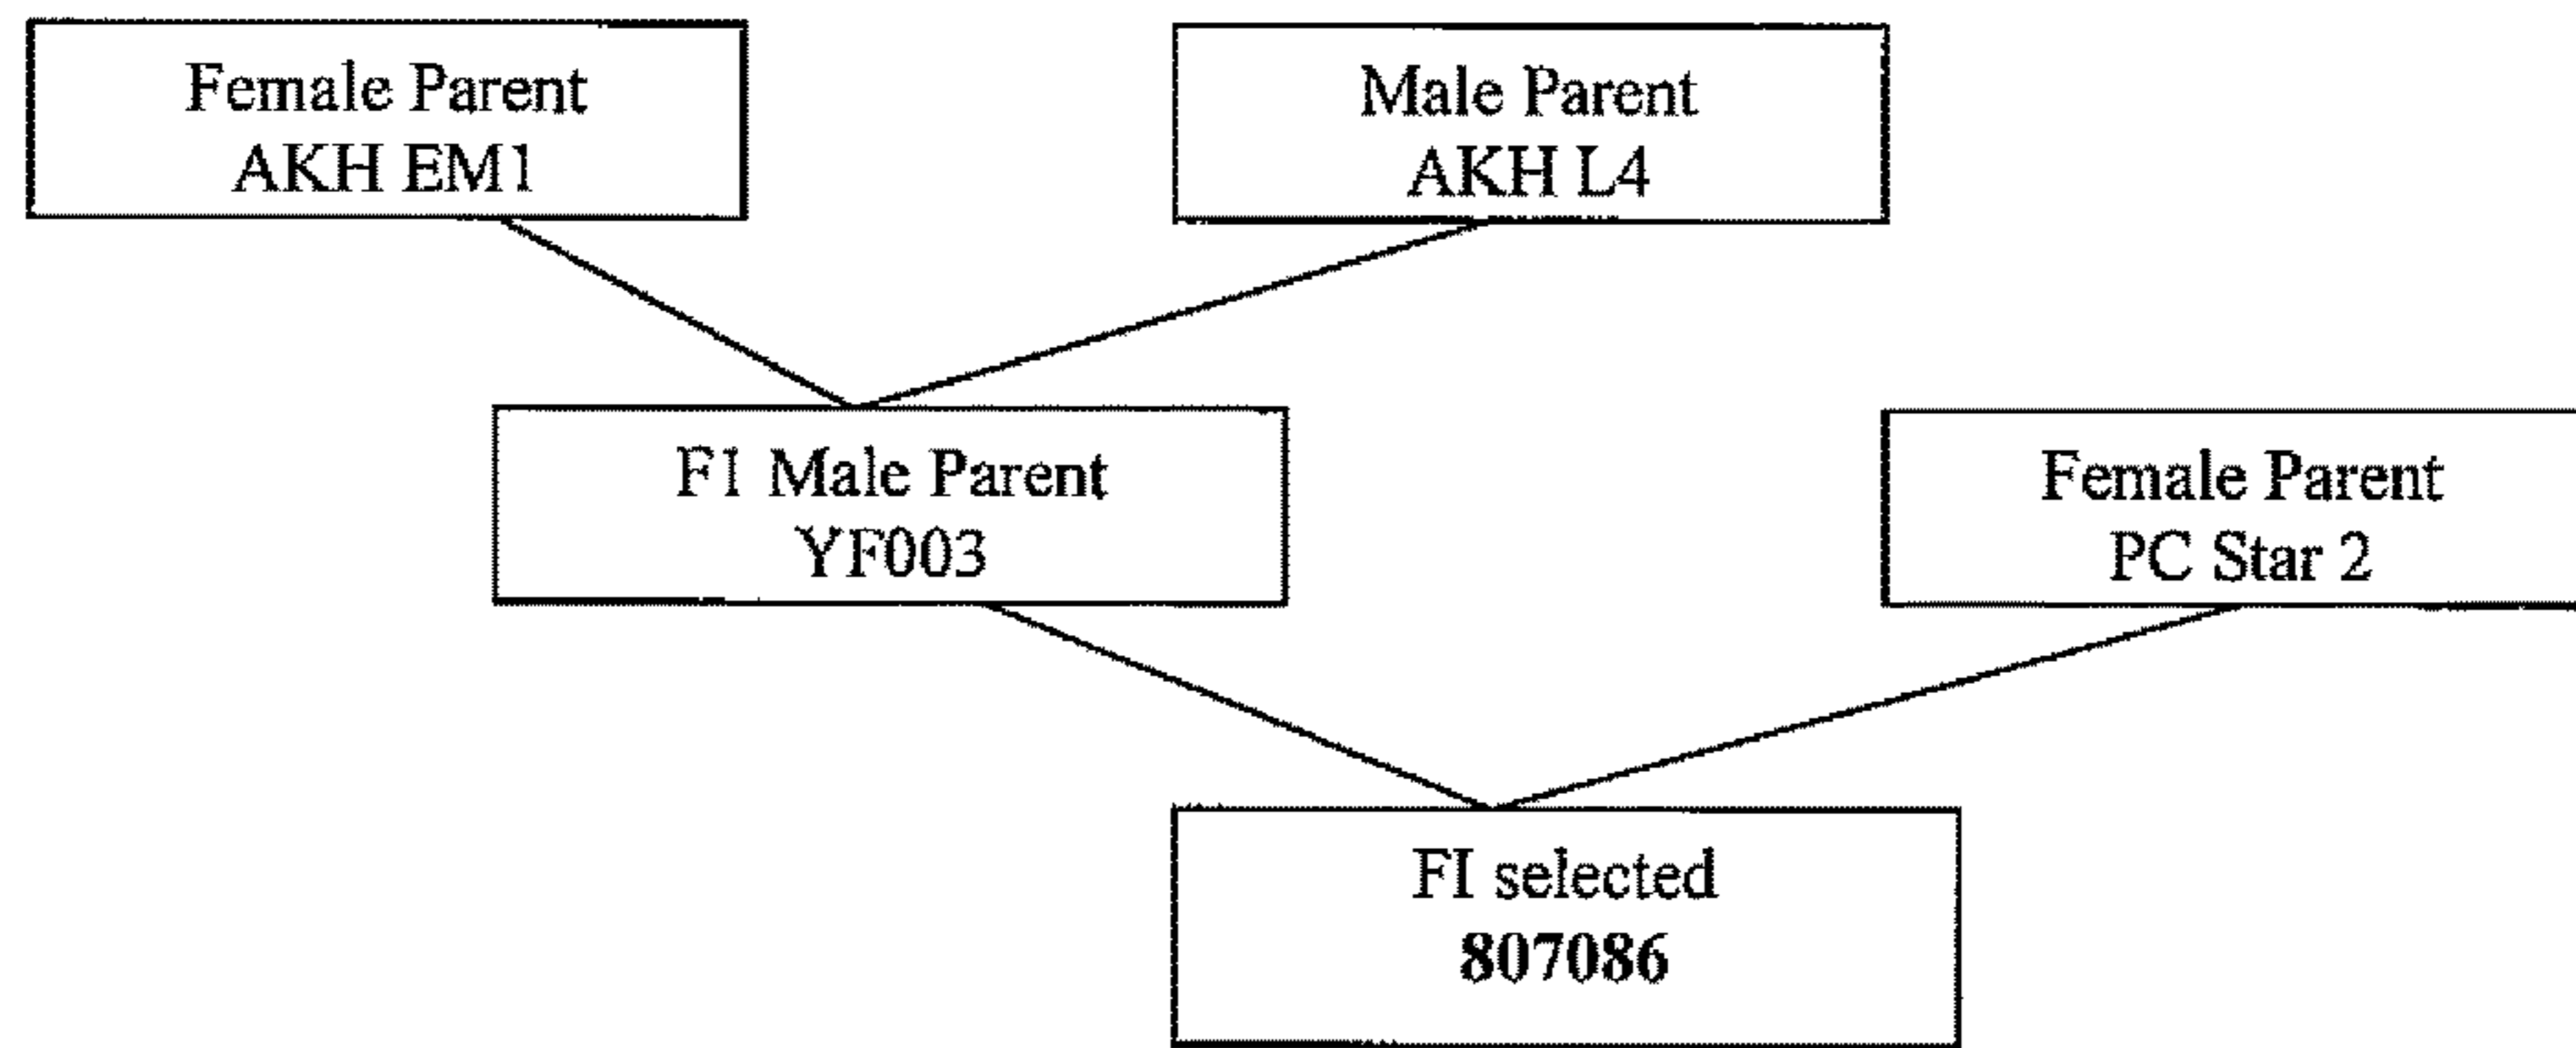 Female Parent
AKH EM1
Male Parent
AKH L4
F1 Male Parent
YF003
Female Parent
PC Star 2
FI selected
807086